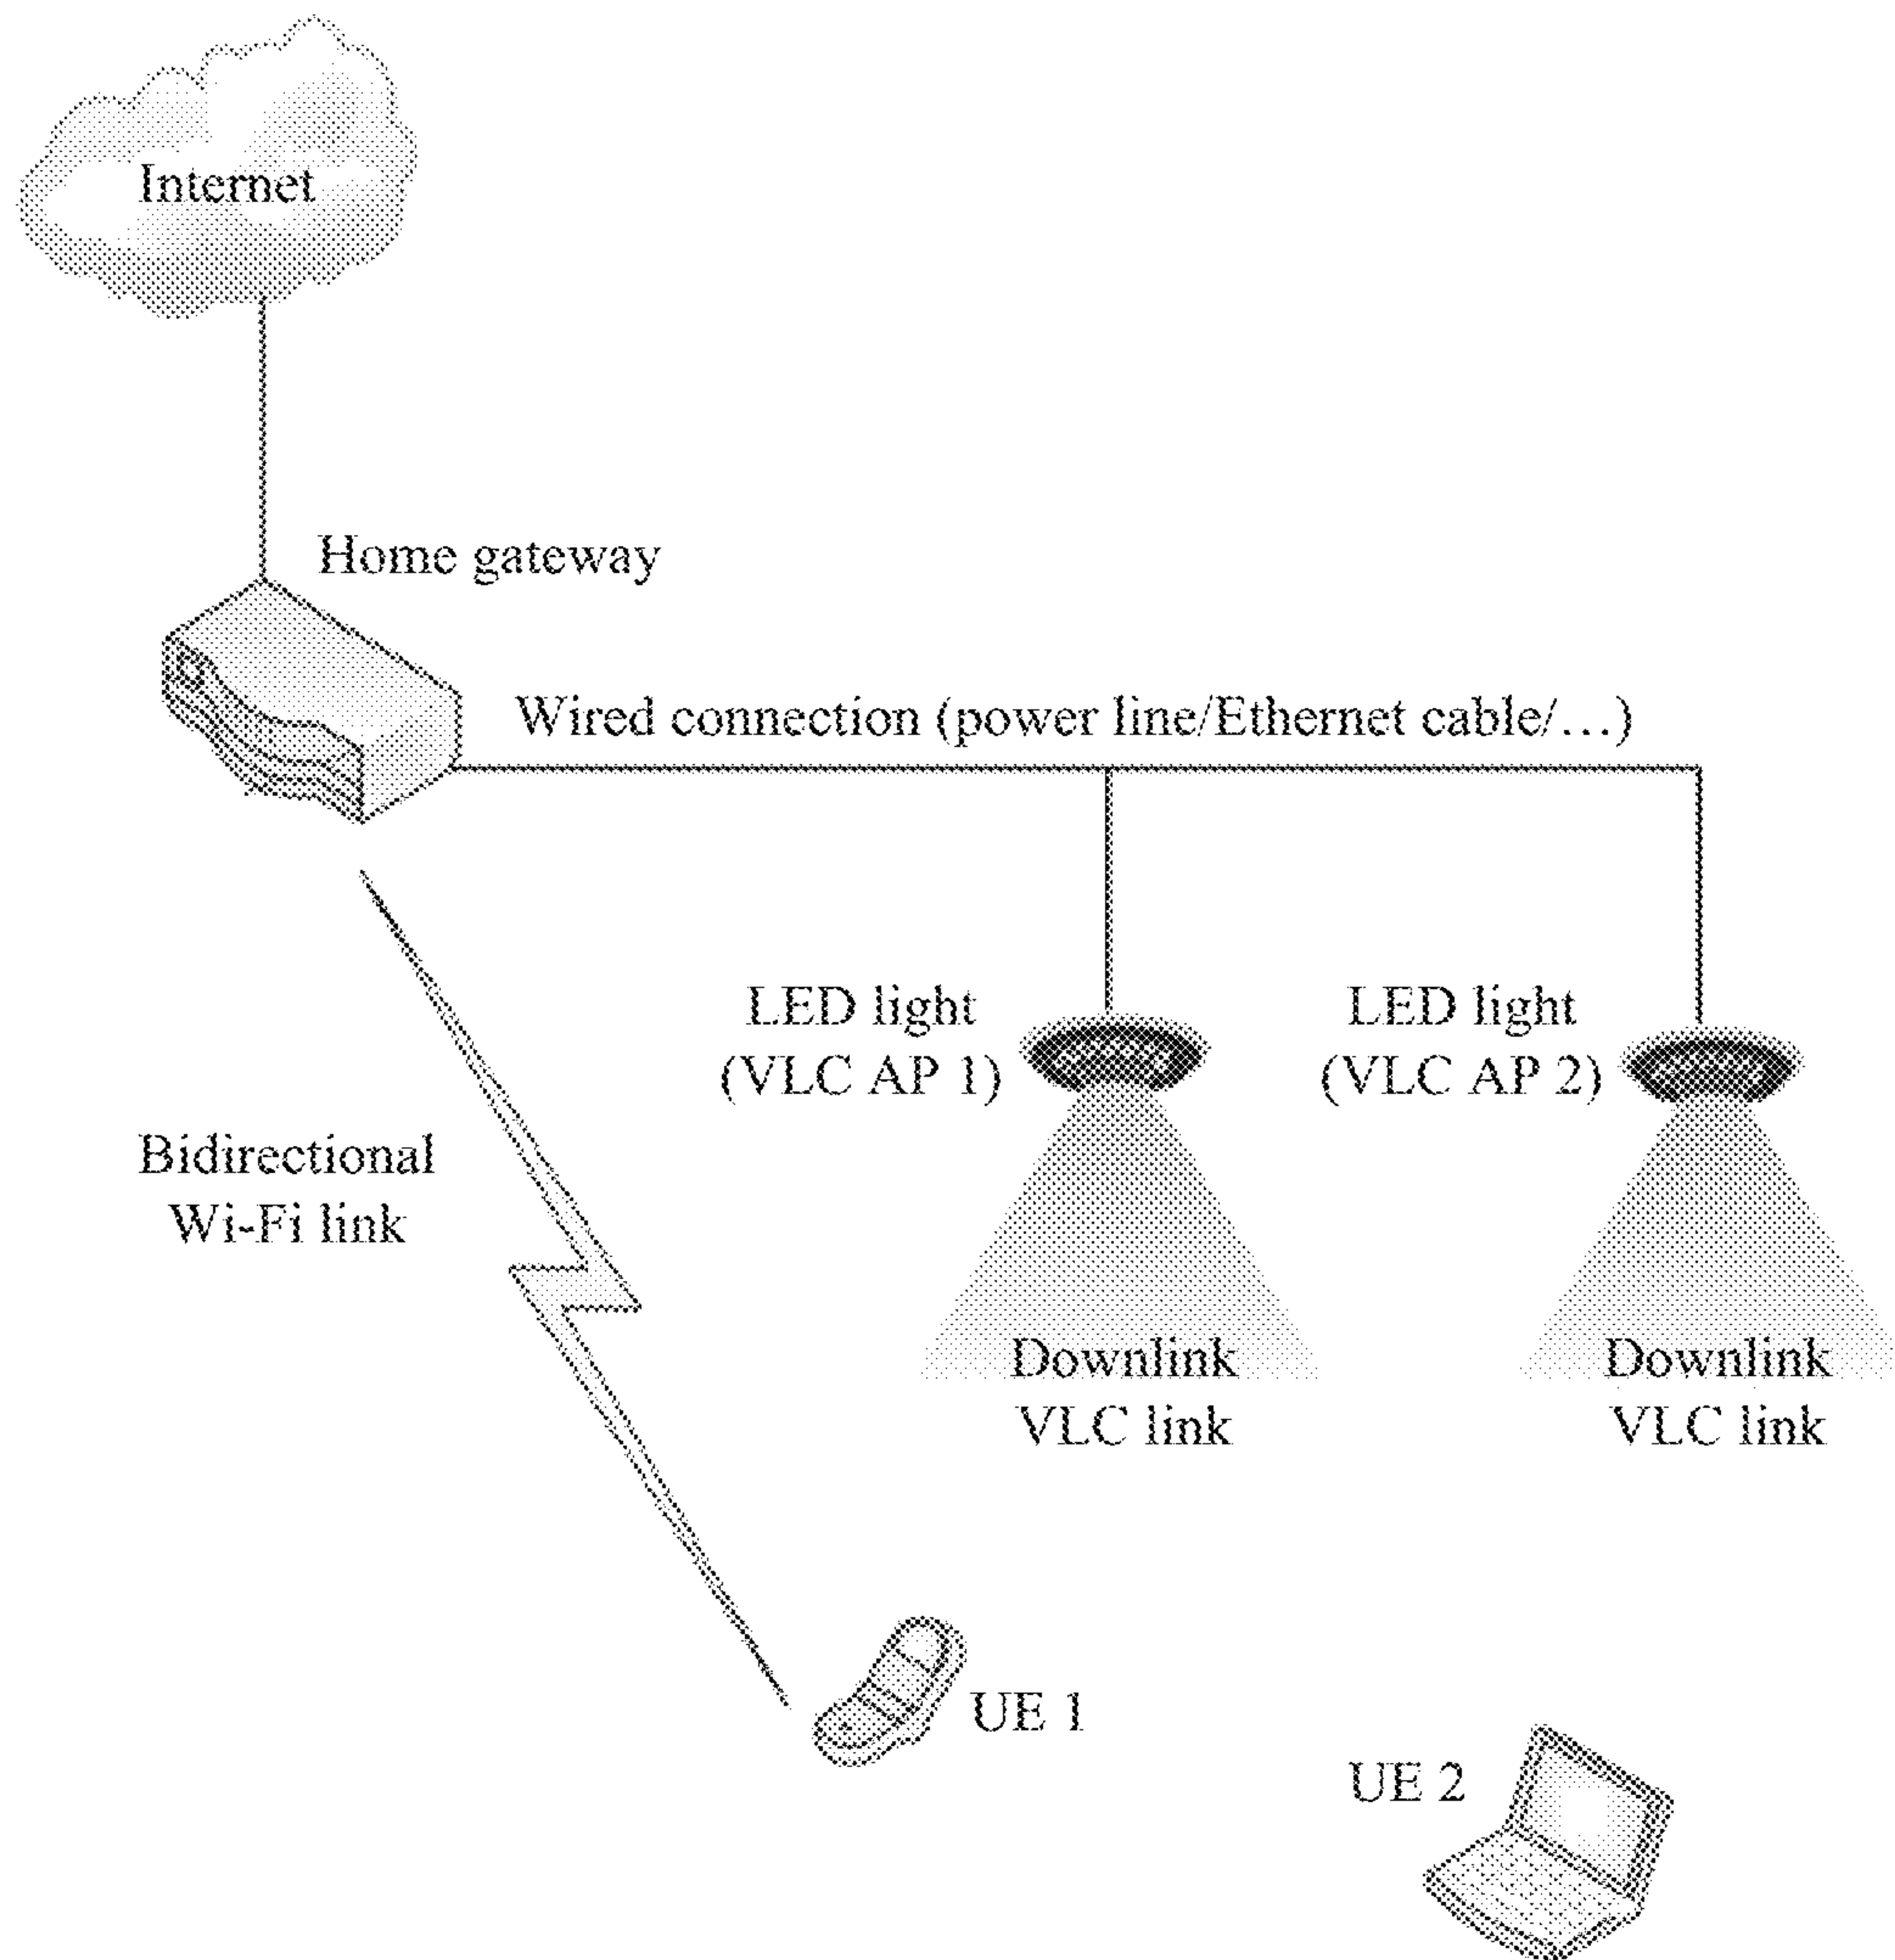 Internet
Home gateway
Wired connection (power line/Ethernet cable/…)
LED light
(VLC AP 1)
LED light
(VLC AP 2)
Bidirectional
Wi-Fi link
Downlink
VLC link
Downlink
VLC link
UE 1
UE 2